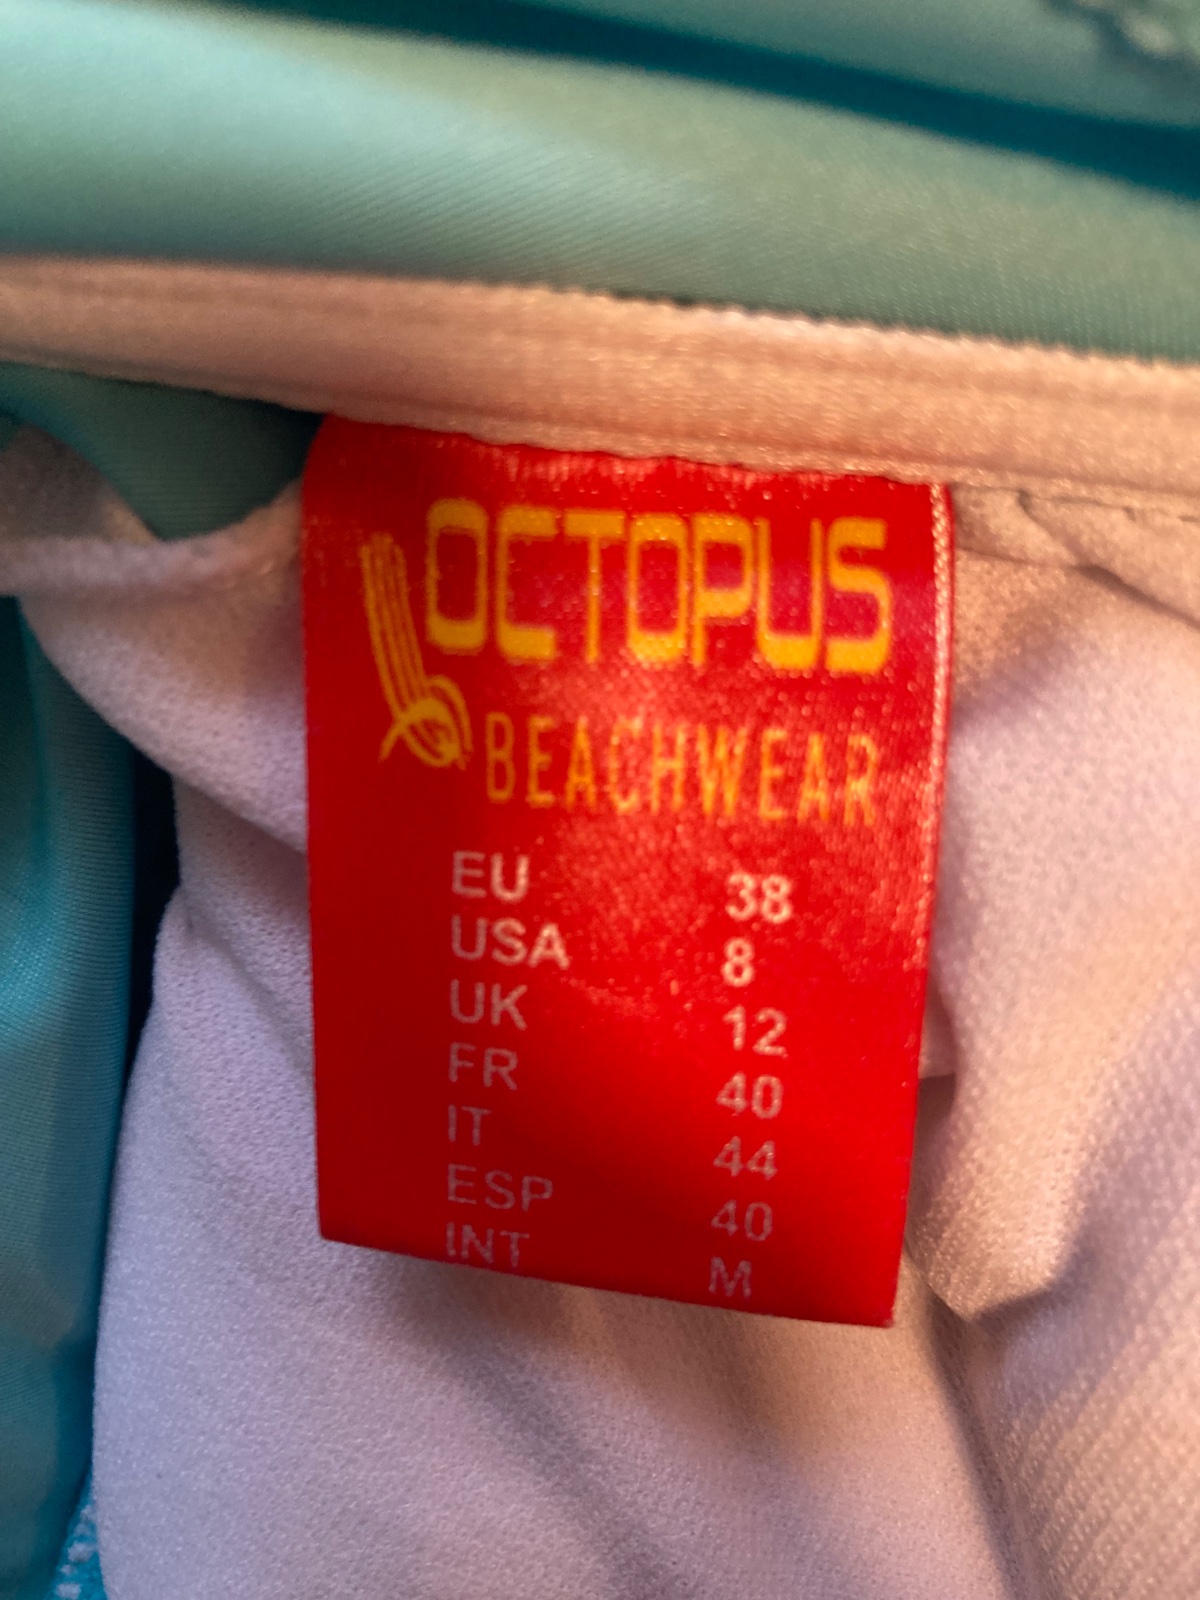 OCTOPUS
BEACHWEAR
EU 38
USA 8
UK 12
FR 40
IT 44
ESP 40
INT M